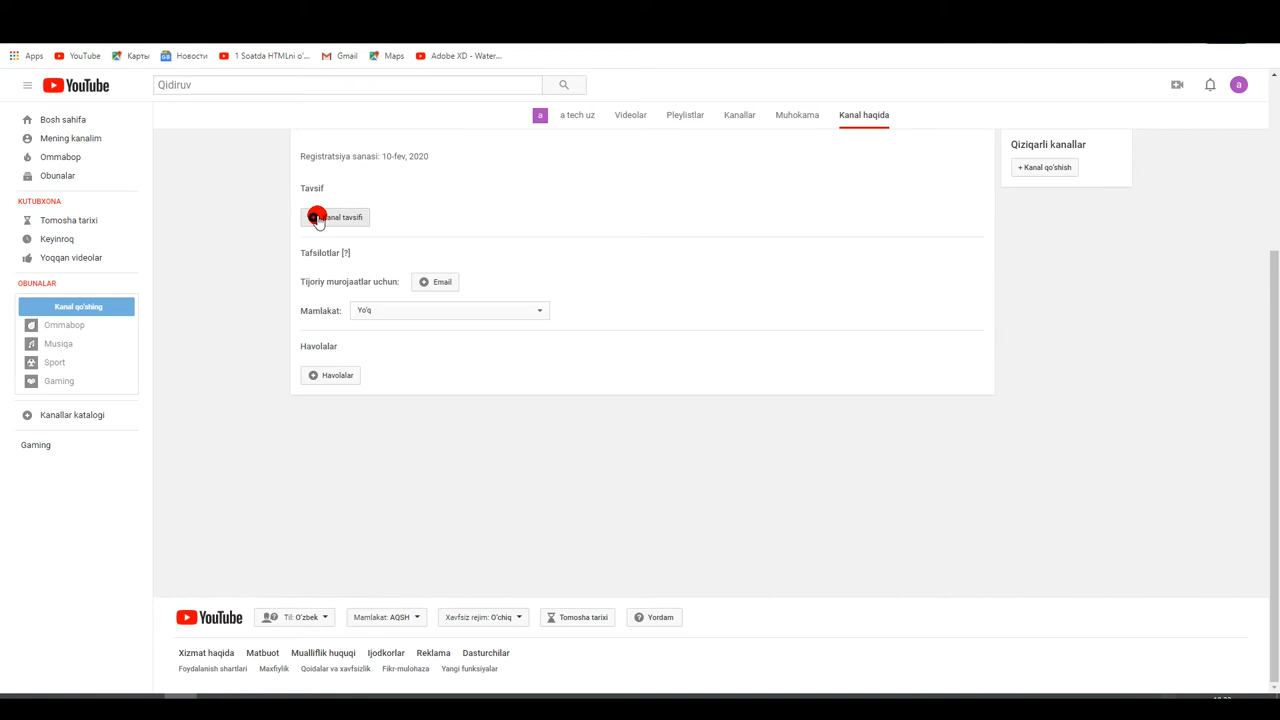 Apps YouTube Карты Новости 1 Soatda HTMLni o‘... Gmail Maps Adobe XD - Water...
YouTube
Qidiruv
a
a a tech uz Videolar Playlistlar Kanallar Muhokama Kanal haqida
Bosh sahifa
Mening kanalim
Ommabop
Obunalar
KUTUBXONA
Tomosha tarixi
Keyinroq
Yoqqan videolar
OBUNALAR
Kanal qo‘shing
Ommabop
Musiqa
Sport
Gaming
Kanallar katalogi
Gaming
Registratsiya sanasi: 10-fev, 2020
Tavsif
tavsifi
Tafsilotlar [?]
Tijoriy murojaatlar uchun: Email
Mamlakat: Yo‘q
Havolalar
Havolalar
Qiziqarli kanallar
+ Kanal qo‘shish
YouTube Til: O‘zbek Mamlakat: AQSH Xavfsiz rejim: O‘chiq Tomosha tarixi Yordam
Xizmat haqida Matbuot Mualliflik huquqi Ijodkorlar Reklama Dasturchilar
Foydalanish shartlari Maxfiylik Qoidalar va xavfsizlik Fikr-mulohaza Yangi funksiyalar